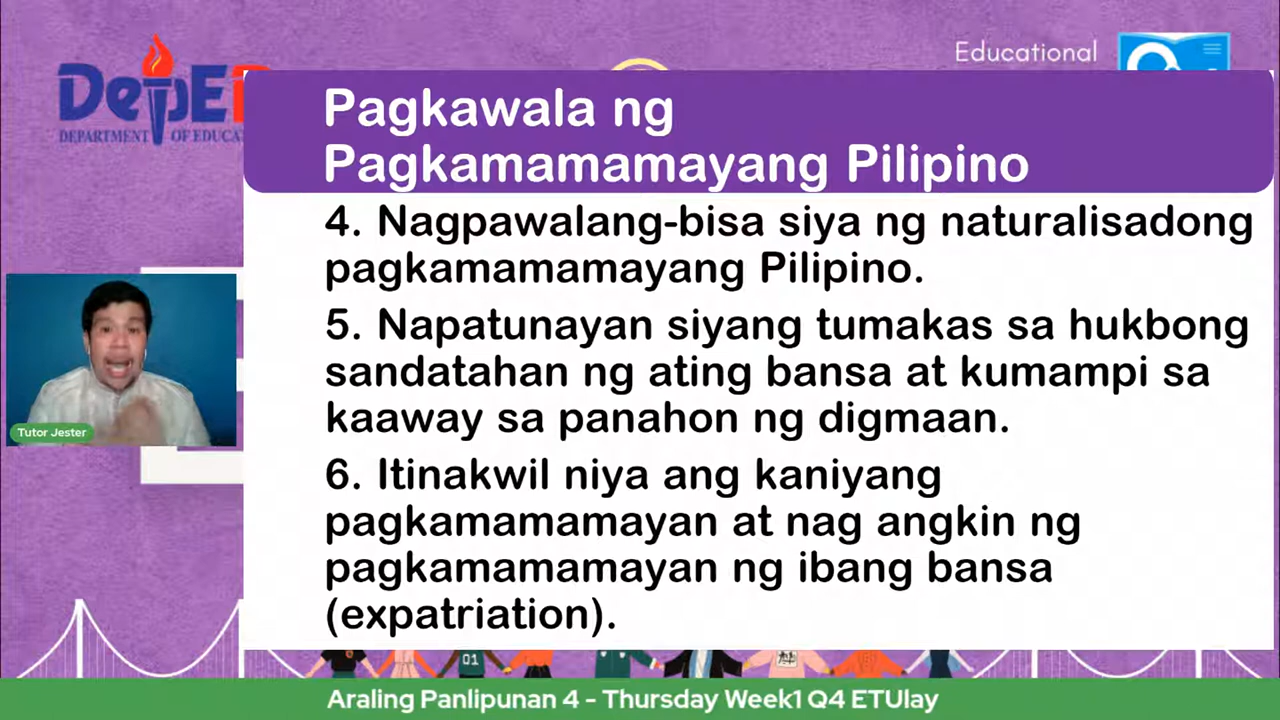 Educational
DepE
DEPARTMENT OF EDUCA
Pagkawala ng
Pagkamamamayang Pilipino
4. Nagpawalang-bisa siya ng naturalisadong
pagkamamamayang Pilipino.
5. Napatunayan siyang tumakas sa hukbong
sandatahan ng ating bansa at kumampi sa
kaaway sa panahon ng digmaan.
6. Itinakwil niya ang kaniyang
pagkamamamayan at nag angkin ng
pagkamamamayan ng ibang bansa
(expatriation).
Tutor Jester
01
Araling Panlipunan 4 - Thursday Week1 Q4 ETUlay